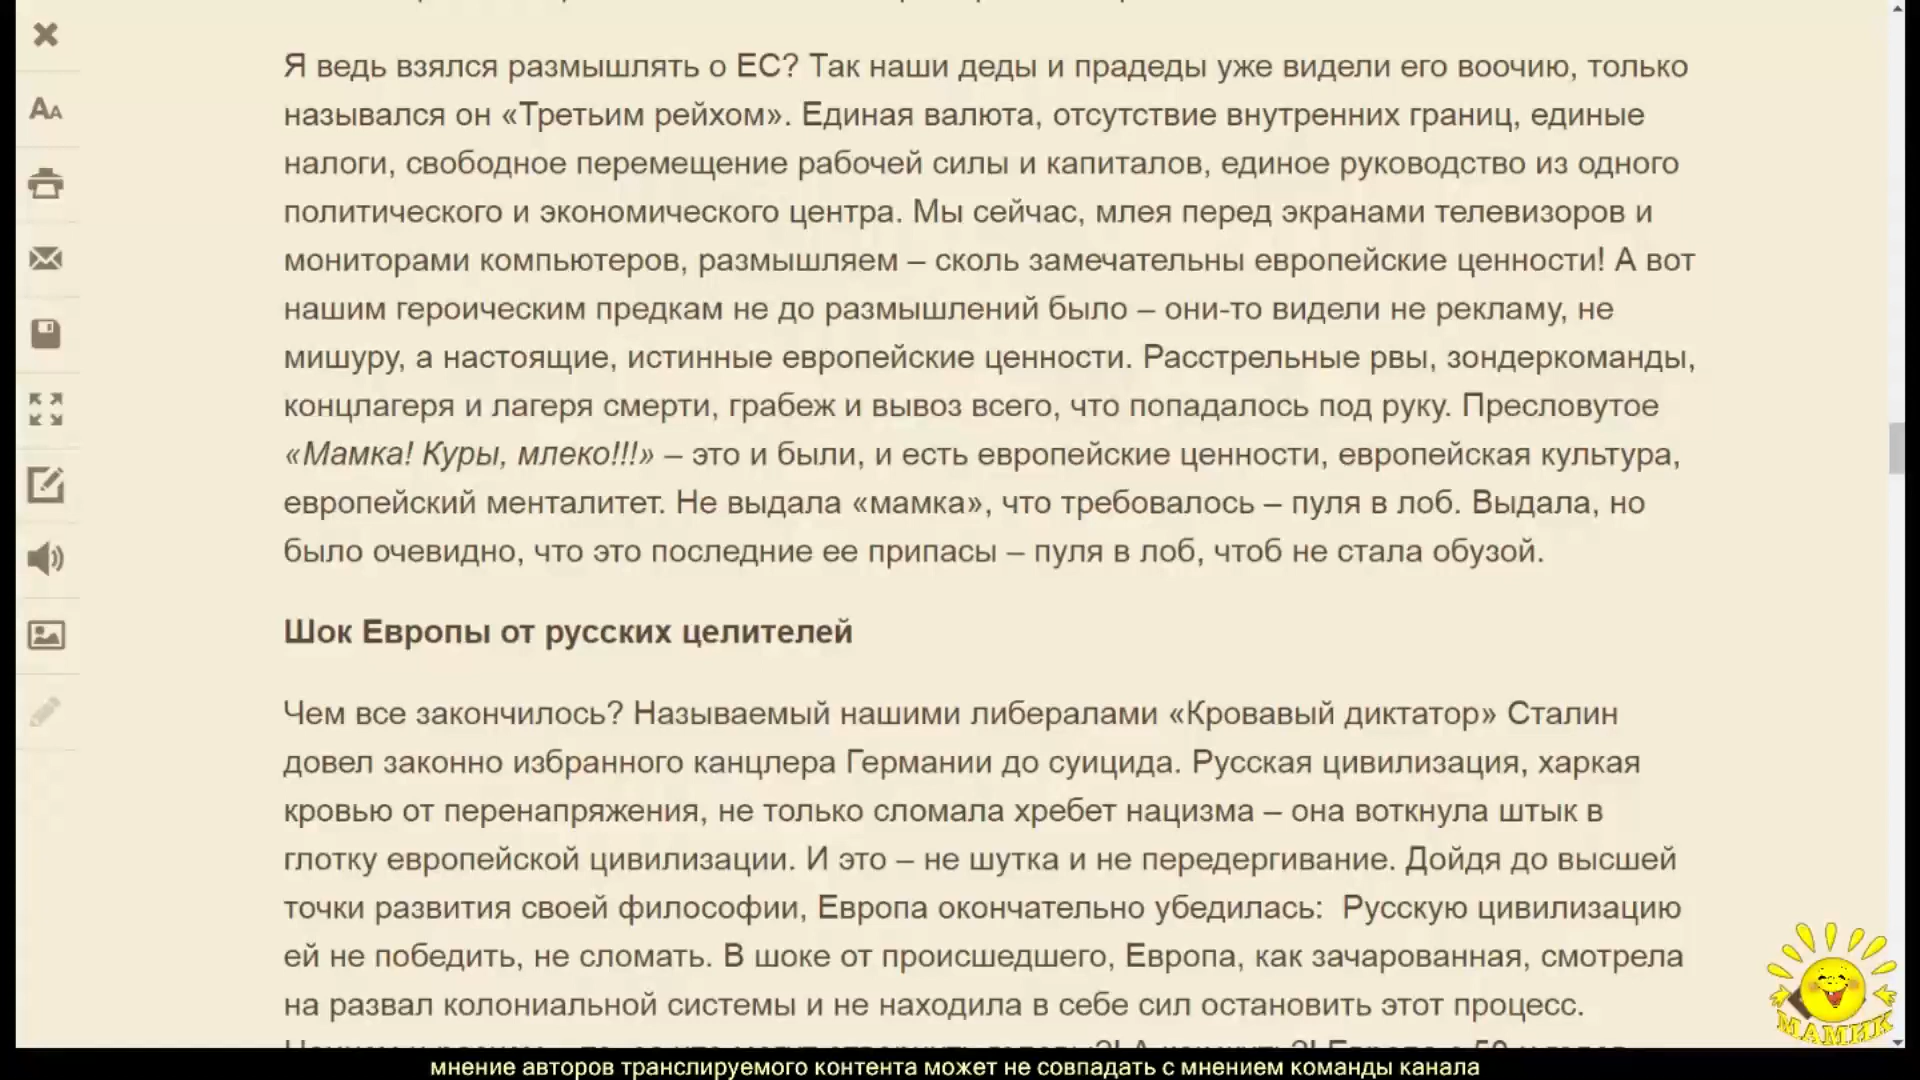 Я ведь взялся размышлять о ЕС? Так наши деды и прадеды уже видели его воочию, только
назывался он «Третьим рейхом». Единая валюта, отсутствие внутренних границ, единые
налоги, свободное перемещение рабочей силы и капиталов, единое руководство из одного
политического и экономического центра. Мы сейчас, млея перед экранами телевизоров и
мониторами компьютеров, размышляем – сколь замечательны европейские ценности! А вот
нашим героическим предкам не до размышлений было – они-то видели не рекламу, не
мишуру, а настоящие, истинные европейские ценности. Расстрельные рвы, зондеркоманды,
концлагеря и лагеря смерти, грабеж и вывоз всего, что попадалось под руку. Пресловутое
«Мамка! Куры, млеко!!!» – это и были, и есть европейские ценности, европейская культура,
европейский менталитет. Не выдала «мамка», что требовалось – пуля в лоб. Выдала, но
было очевидно, что это последние ее припасы – пуля в лоб, чтоб не стала обузой.
Шок Европы от русских целителей
Чем все закончилось? Называемый нашими либералами «Кровавый диктатор» Сталин
довел законно избранного канцлера Германии до суицида. Русская цивилизация, харкая
кровью от перенапряжения, не только сломала хребет нацизма – она воткнула штык в
глотку европейской цивилизации. И это – не шутка и не передергивание. Дойдя до высшей
точки развития своей философии, Европа окончательно убедилась: Русскую цивилизацию
ей не победить, не сломать. В шоке от происшедшего, Европа, как зачарованная, смотрела
на развал колониальной системы и не находила в себе сил остановить этот процесс.
МАМИК
мнение авторов транслируемого контента может не совпадать с мнением команды канала